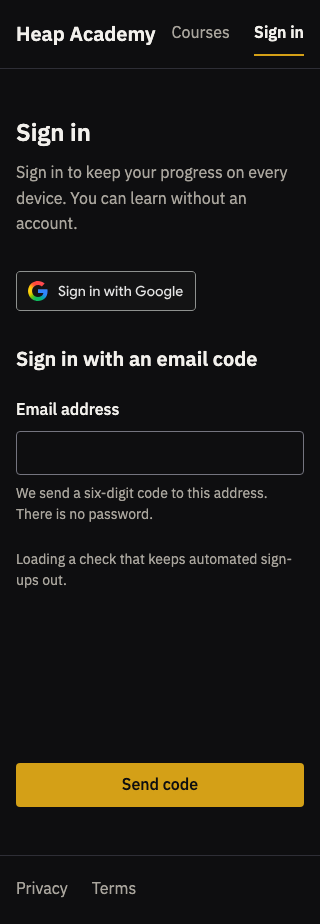 Heap Academy Courses Sign in
Sign in
Sign in to keep your progress on every
device. You can learn without an
account.
Sign in with Google
Sign in with an email code
Email address
We send a six-digit code to this address.
There is no password.
Loading a check that keeps automated sign-
ups out.
Send code
Privacy Terms